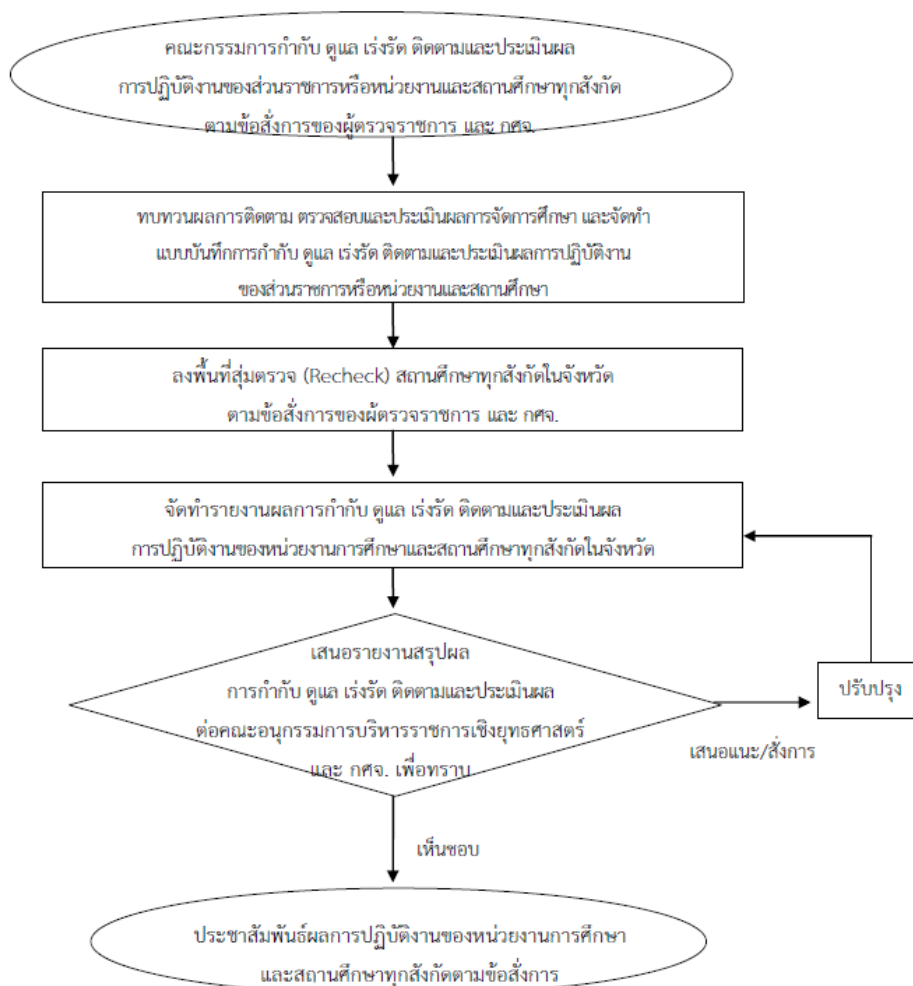 คณะกรรมการกำกับ ดูแล เร่งรัด ติดตามและประเมินผล
การปฏิบัติงานของส่วนราชการหรือหน่วยงานและสถานศึกษาทุกสังกัด
ตามข้อสั่งการของผู้ตรวจราชการ และ กศจ.
ทบทวนผลการติดตาม ตรวจสอบและประเมินผลการจัดการศึกษา และจัดทำ
แบบบันทึกการกำกับ ดูแล เร่งรัด ติดตามและประเมินผลการปฏิบัติงาน
ของส่วนราชการหรือหน่วยงานและสถานศึกษา
ลงพื้นที่สุ่มตรวจ (Recheck) สถานศึกษาทุกสังกัดในจังหวัด
ตามข้อสั่งการของผู้ตรวจราชการ และ กศจ.
จัดทำรายงานผลการกำกับ ดูแล เร่งรัด ติดตามและประเมินผล
การปฏิบัติงานของหน่วยงานการศึกษาและสถานศึกษาทุกสังกัดในจังหวัด
เสนอรายงานสรุปผล
การกำกับ ดูแล เร่งรัด ติดตามและประเมินผล
ต่อคณะอนุกรรมการบริหารราชการเชิงยุทธศาสตร์
และ กศจ. เพื่อทราบ
ปรับปรุง
เสนอแนะ/สั่งการ
เห็นชอบ
ประชาสัมพันธ์ผลการปฏิบัติงานของหน่วยงานการศึกษา
และสถานศึกษาทุกสังกัดตามข้อสั่งการ